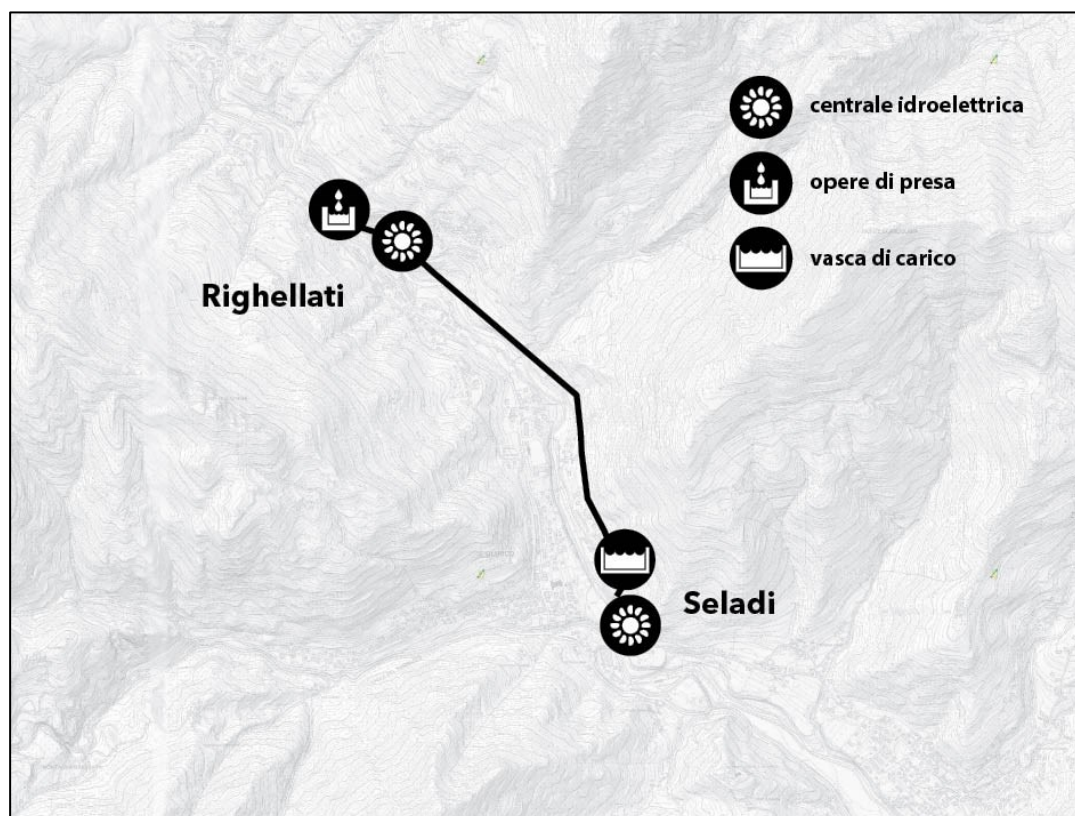 centrale idroelettrica
opere di presa
vasca di carico
Righellati
Seladi